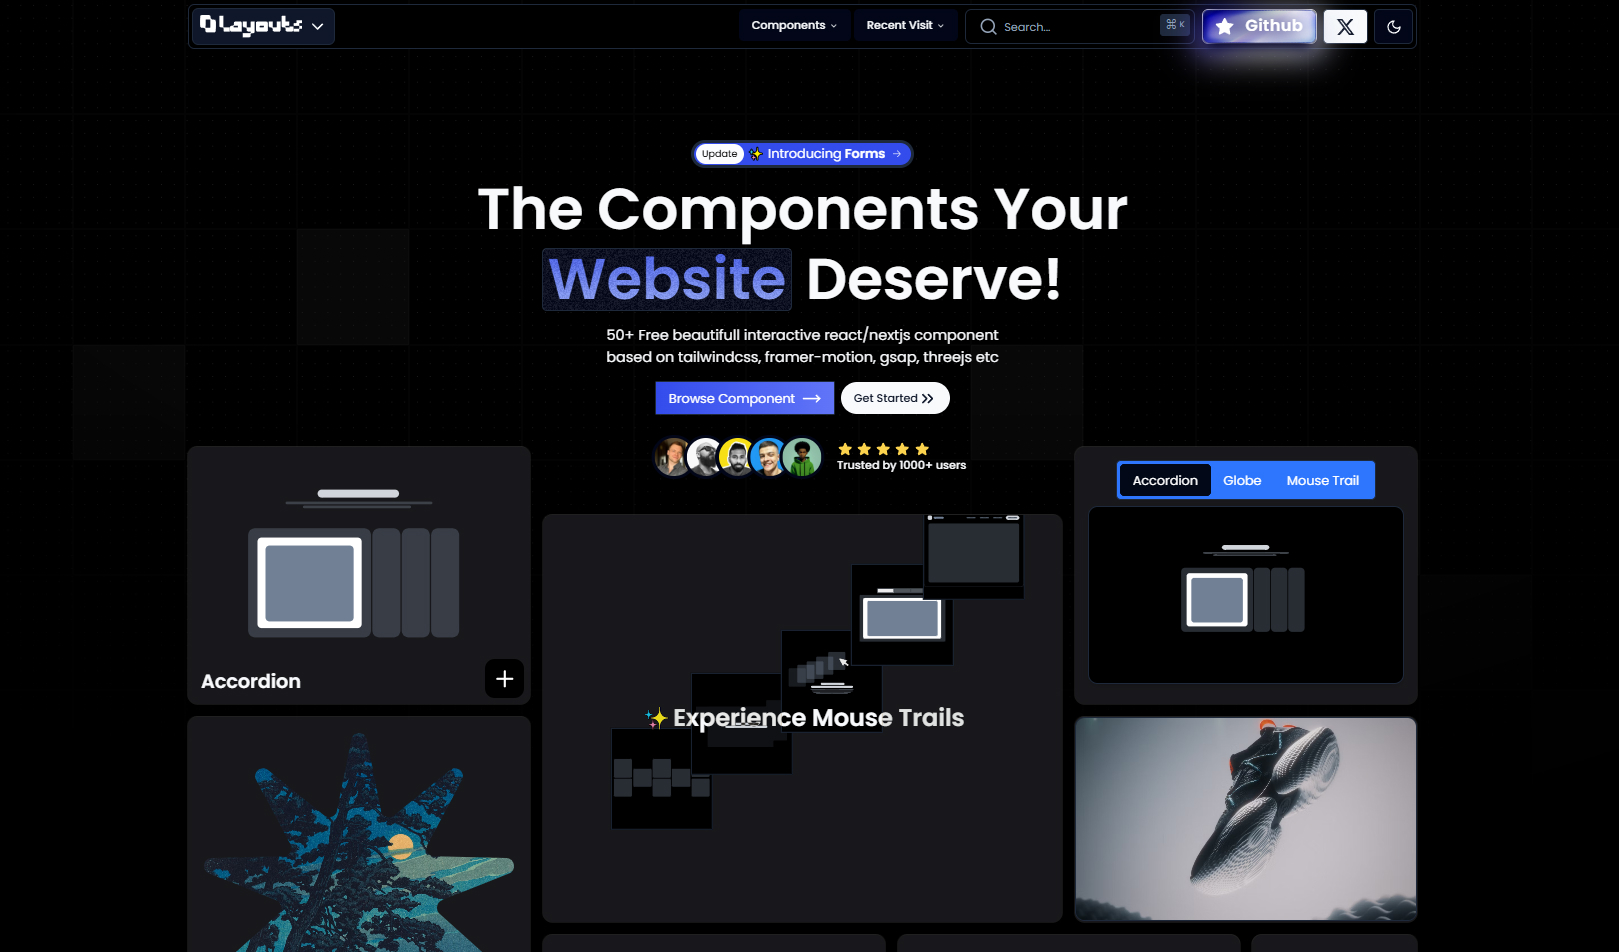 Layouts
Components
Recent Visit
Search...
⌘ K
Github
Update ✨ Introducing Forms →
The Components Your
Website Deserve!
50+ Free beautifull interactive react/nextjs component
based on tailwindcss, framer-motion, gsap, threejs etc
Browse Component
Get Started
Trusted by 1000+ users
Accordion
Globe
Mouse Trail
Accordion
✨ Experience Mouse Trails